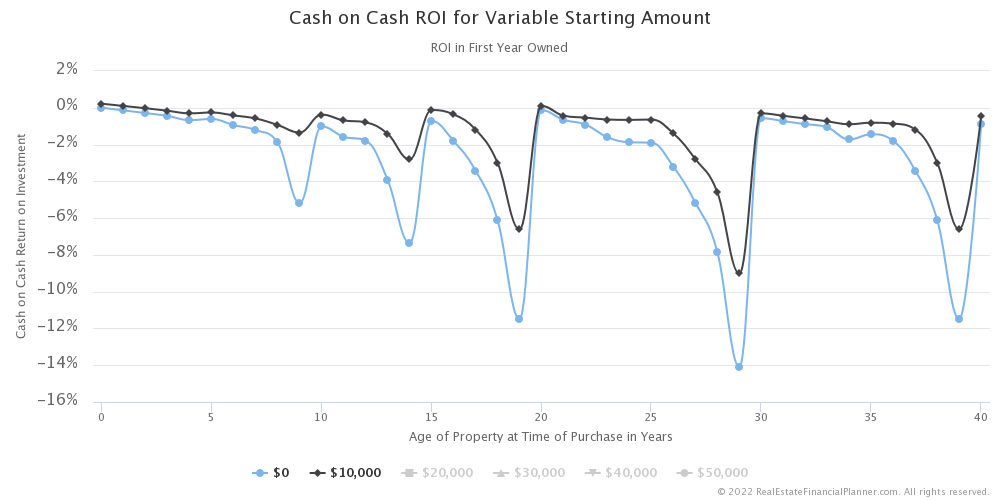 Cash on Cash ROI for Variable Starting Amount
ROI in First Year Owned
Cash on Cash Return on Investment
2%
0%
−2%
−4%
−6%
−8%
−10%
−12%
−14%
−16%
0 5 10 15 20 25 30 35 40
Age of Property at Time of Purchase in Years
$0 $10,000 $20,000 $30,000 $40,000 $50,000
© 2022 RealEstateFinancialPlanner.com. All rights reserved.